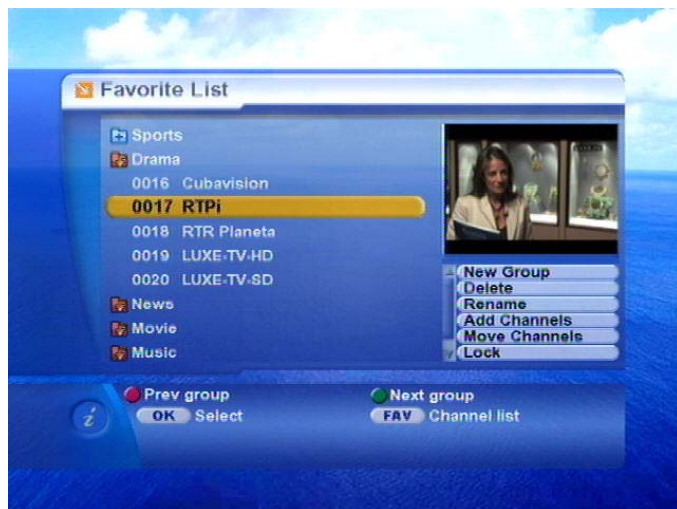 Favorite List
Sports
Drama
0016 Cubavision
0017 RTPi
0018 RTR Planeta
0019 LUXE-TV-HD
0020 LUXE-TV-SD
News
Movie
Music
New Group
Delete
Rename
Add Channels
Move Channels
Lock
Prev group
Next group
i
OK Select
FAV Channel list